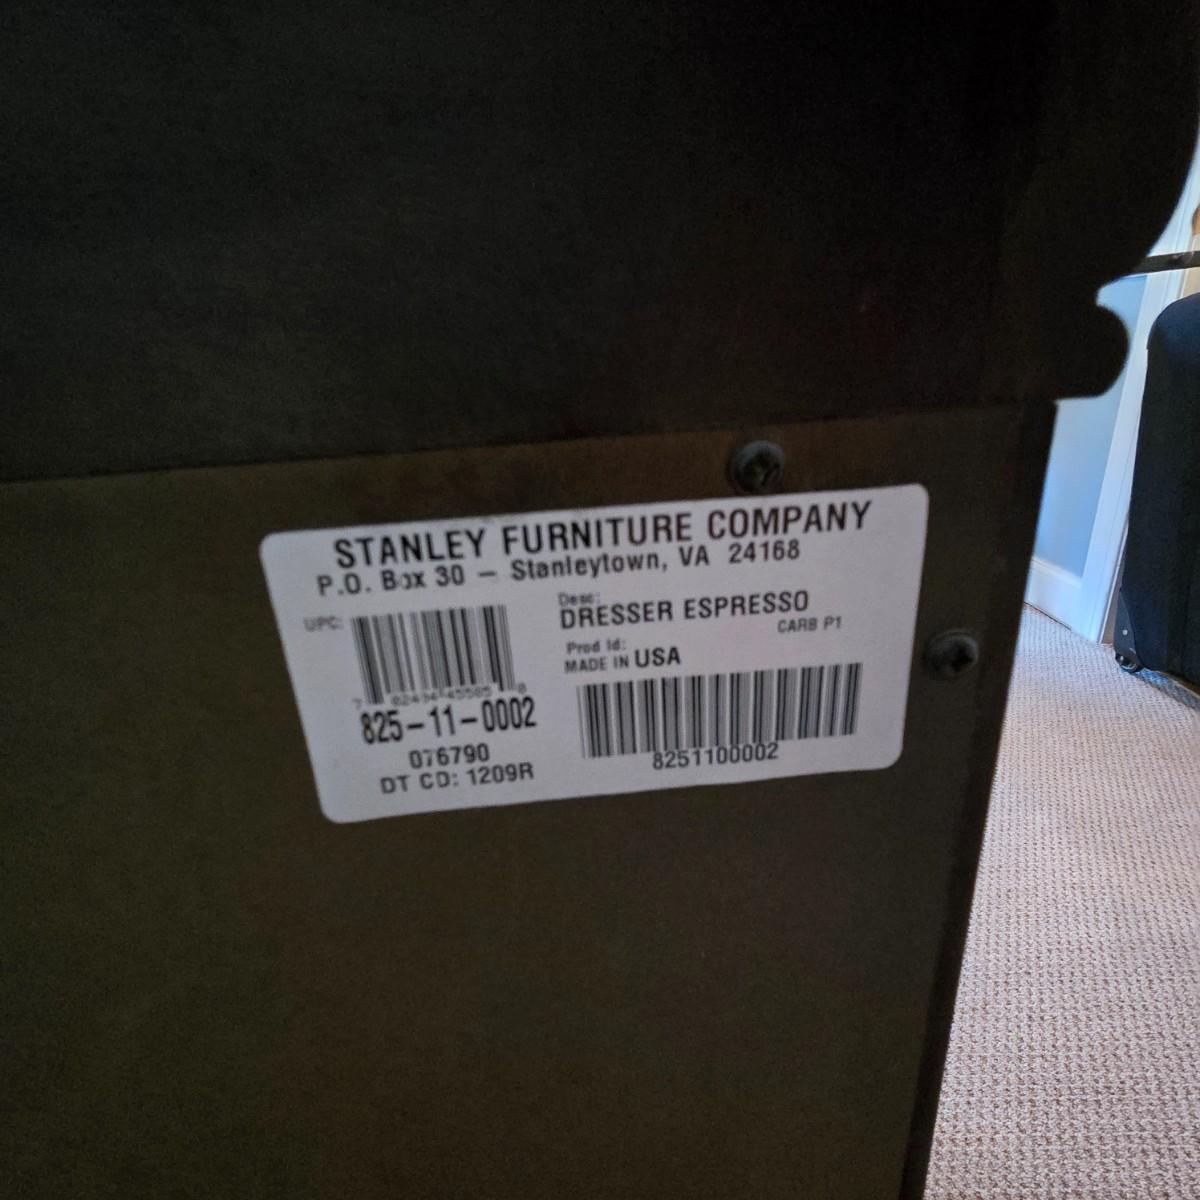 STANLEY FURNITURE COMPANY
P.O. Box 30 – Stanleytown, VA 24168
UPC:
825-11-0002
076790
DT CD: 1209R
Desc:
DRESSER ESPRESSO
CARB P1
Prod Id:
MADE IN USA
8251100002